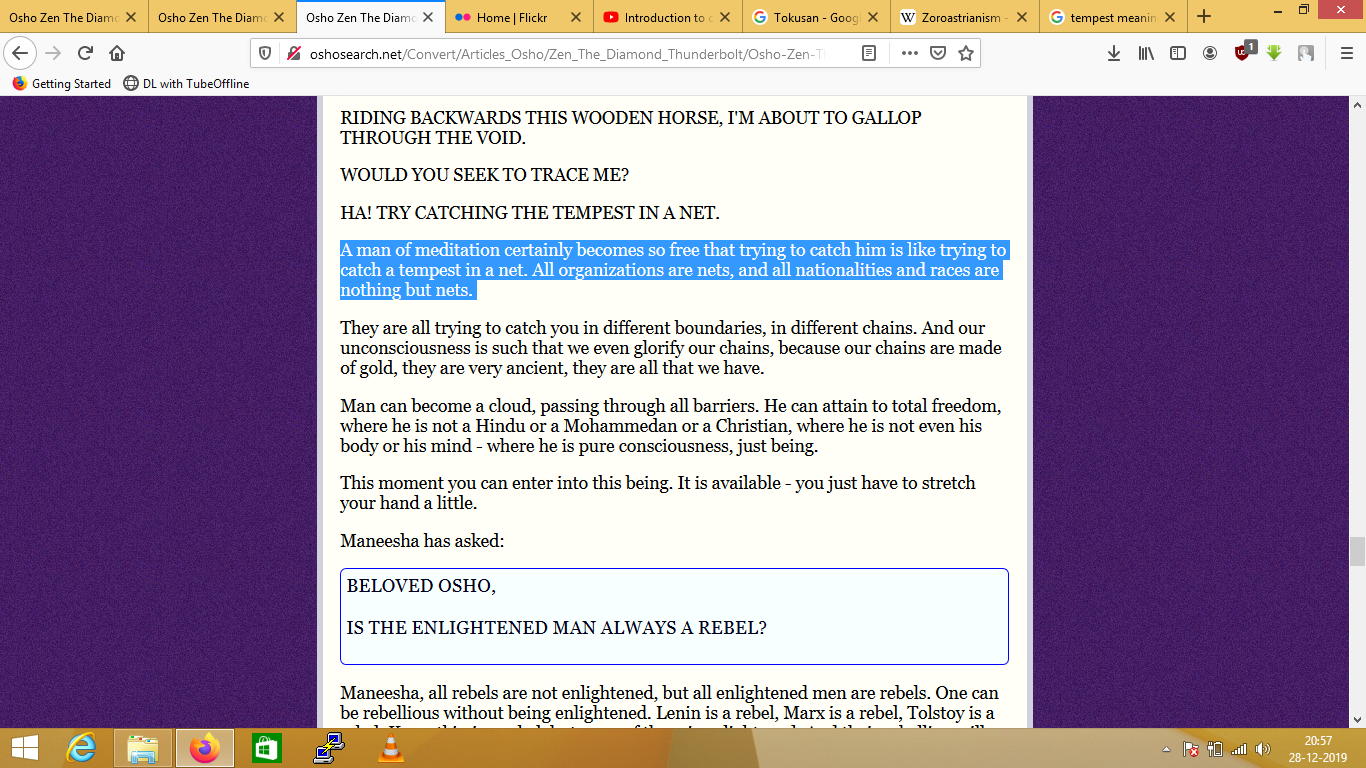 Osho Zen The Diamo
Osho Zen The Diamo
Osho Zen The Diamo
Home | Flickr
Introduction to
Tokusan - Goog
Zoroastrianism -
tempest meanin
oshosearch.net/Convert/Articles_Osho/Zen_The_Diamond_Thunderbolt/Osho-Zen-T
1
Getting Started
DL with TubeOffline
RIDING BACKWARDS THIS WOODEN HORSE, I'M ABOUT TO GALLOP
THROUGH THE VOID.
WOULD YOU SEEK TO TRACE ME?
HA! TRY CATCHING THE TEMPEST IN A NET.
A man of meditation certainly becomes so free that trying to catch him is like trying to
catch a tempest in a net. All organizations are nets, and all nationalities and races are
nothing but nets.
They are all trying to catch you in different boundaries, in different chains. And our
unconsciousness is such that we even glorify our chains, because our chains are made
of gold, they are very ancient, they are all that we have.
Man can become a cloud, passing through all barriers. He can attain to total freedom,
where he is not a Hindu or a Mohammedan or a Christian, where he is not even his
body or his mind - where he is pure consciousness, just being.
This moment you can enter into this being. It is available - you just have to stretch
your hand a little.
Maneesha has asked:
BELOVED OSHO,
IS THE ENLIGHTENED MAN ALWAYS A REBEL?
Maneesha, all rebels are not enlightened, but all enlightened men are rebels. One can
be rebellious without being enlightened. Lenin is a rebel, Marx is a rebel, Tolstoy is a
20:57
28-12-2019